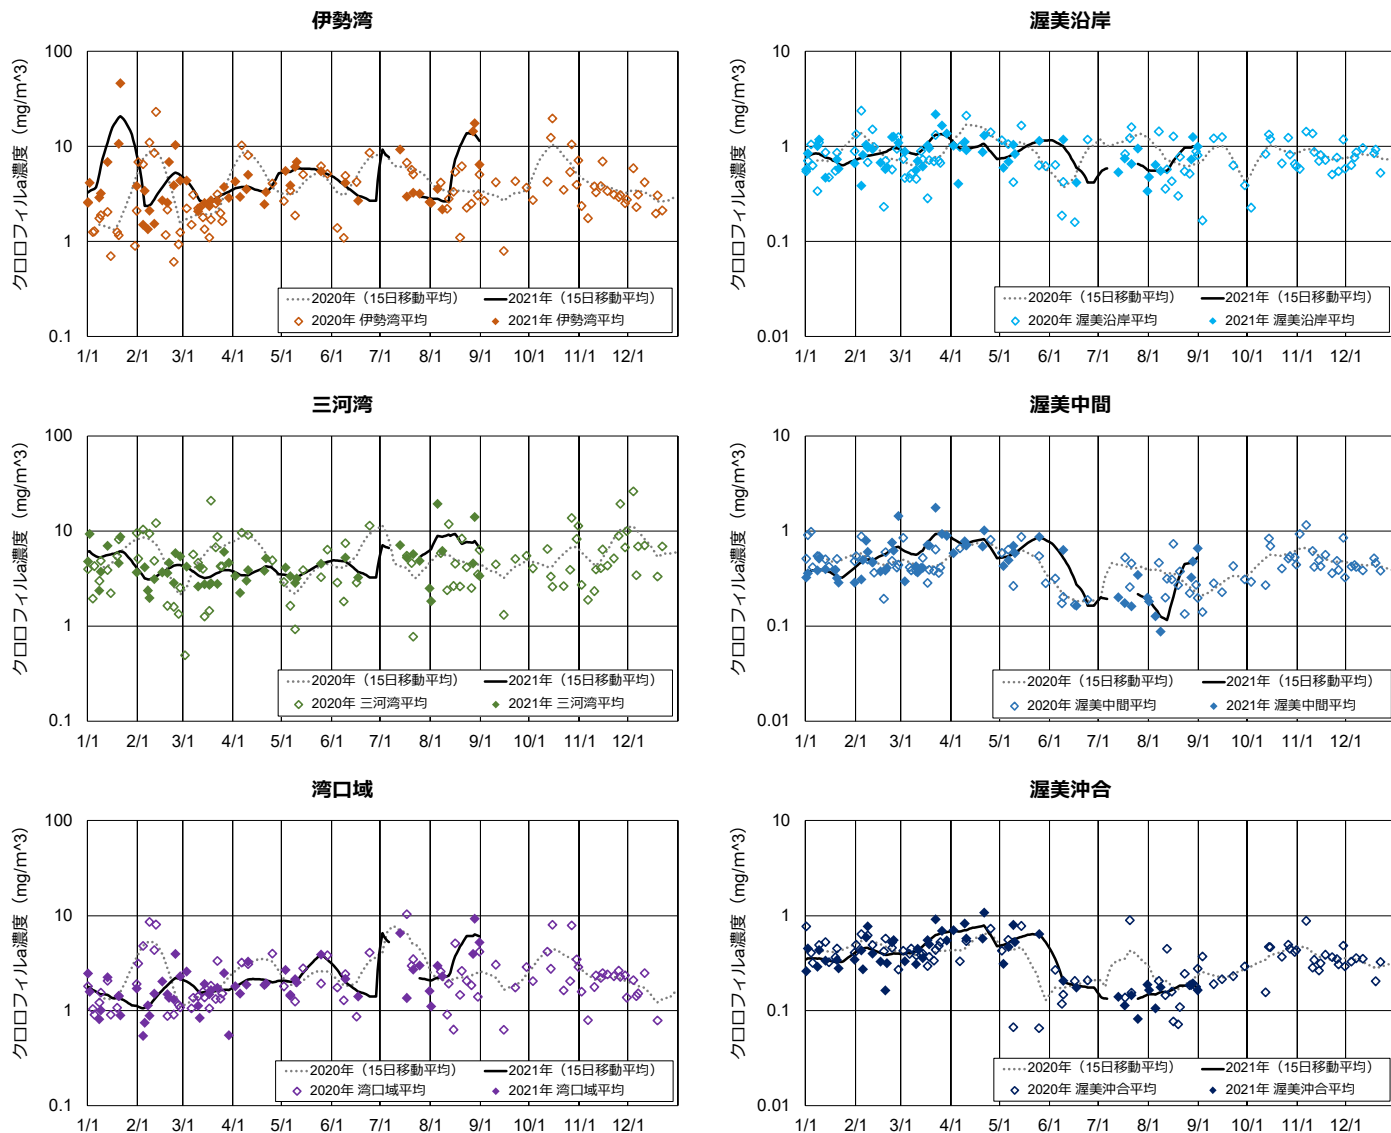 伊勢湾
クロロフィルa濃度（mg/m^3）
100
10
1
0.1
1/1 2/1 3/1 4/1 5/1 6/1 7/1 8/1 9/1 10/1 11/1 12/1
2020年（15日移動平均） 2021年（15日移動平均）
2020年 伊勢湾平均 2021年 伊勢湾平均
渥美沿岸
クロロフィルa濃度（mg/m^3）
10
1
0.1
0.01
1/1 2/1 3/1 4/1 5/1 6/1 7/1 8/1 9/1 10/1 11/1 12/1
2020年（15日移動平均） 2021年（15日移動平均）
2020年 渥美沿岸平均 2021年 渥美沿岸平均
三河湾
クロロフィルa濃度（mg/m^3）
100
10
1
0.1
1/1 2/1 3/1 4/1 5/1 6/1 7/1 8/1 9/1 10/1 11/1 12/1
2020年（15日移動平均） 2021年（15日移動平均）
2020年 三河湾平均 2021年 三河湾平均
渥美中間
クロロフィルa濃度（mg/m^3）
10
1
0.1
0.01
1/1 2/1 3/1 4/1 5/1 6/1 7/1 8/1 9/1 10/1 11/1 12/1
2020年（15日移動平均） 2021年（15日移動平均）
2020年 渥美中間平均 2021年 渥美中間平均
湾口域
クロロフィルa濃度（mg/m^3）
100
10
1
0.1
1/1 2/1 3/1 4/1 5/1 6/1 7/1 8/1 9/1 10/1 11/1 12/1
2020年（15日移動平均） 2021年（15日移動平均）
2020年 湾口域平均 2021年 湾口域平均
渥美沖合
クロロフィルa濃度（mg/m^3）
10
1
0.1
0.01
1/1 2/1 3/1 4/1 5/1 6/1 7/1 8/1 9/1 10/1 11/1 12/1
2020年（15日移動平均） 2021年（15日移動平均）
2020年 渥美沖合平均 2021年 渥美沖合平均